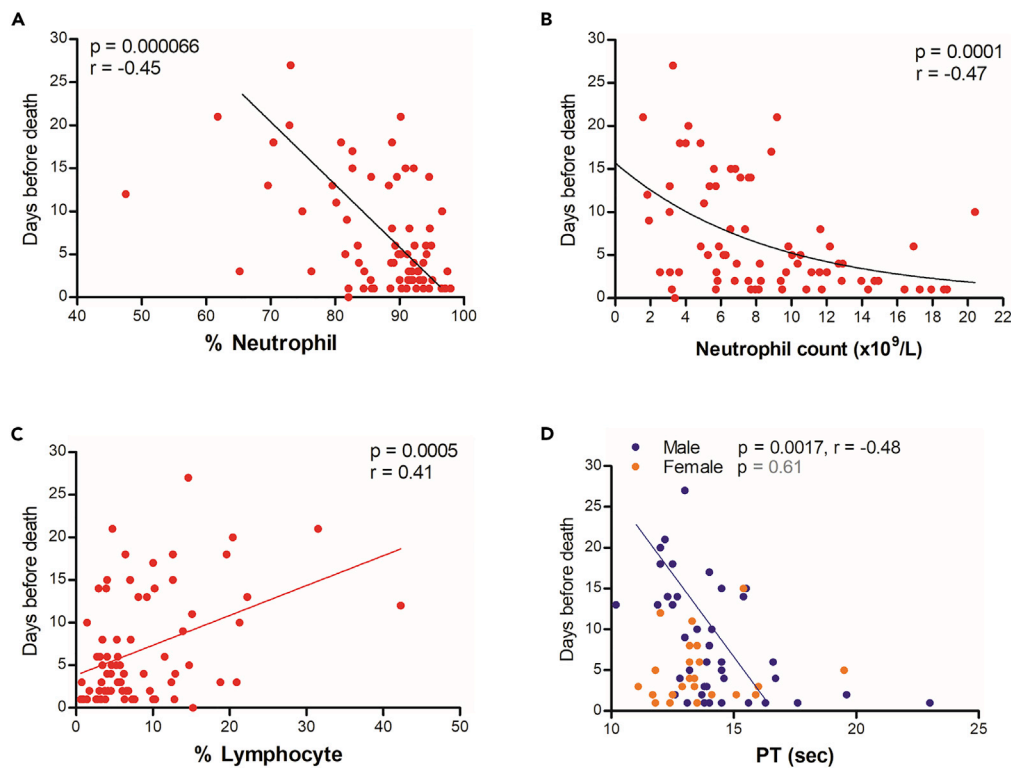 A
p = 0.000066
r = -0.45
30
25
20
15
10
5
0
Days before death
40 50 60 70 80 90 100
% Neutrophil
B
p = 0.0001
r = -0.47
30
25
20
15
10
5
0
Days before death
0 2 4 6 8 10 12 14 16 18 20 22
Neutrophil count (x10⁹/L)
C
p = 0.0005
r = 0.41
30
25
20
15
10
5
0
Days before death
0 10 20 30 40 50
% Lymphocyte
D
Male p = 0.0017, r = -0.48
Female p = 0.61
30
25
20
15
10
5
0
Days before death
10 15 20 25
PT (sec)